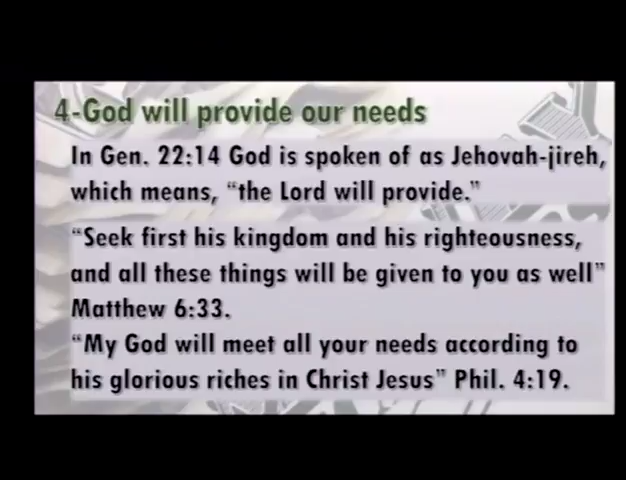 4-God will provide our needs
In Gen. 22:14 God is spoken of as Jehovah-jireh,
which means, “the Lord will provide.”
“Seek first his kingdom and his righteousness,
and all these things will be given to you as well”
Matthew 6:33.
“My God will meet all your needs according to
his glorious riches in Christ Jesus” Phil. 4:19.